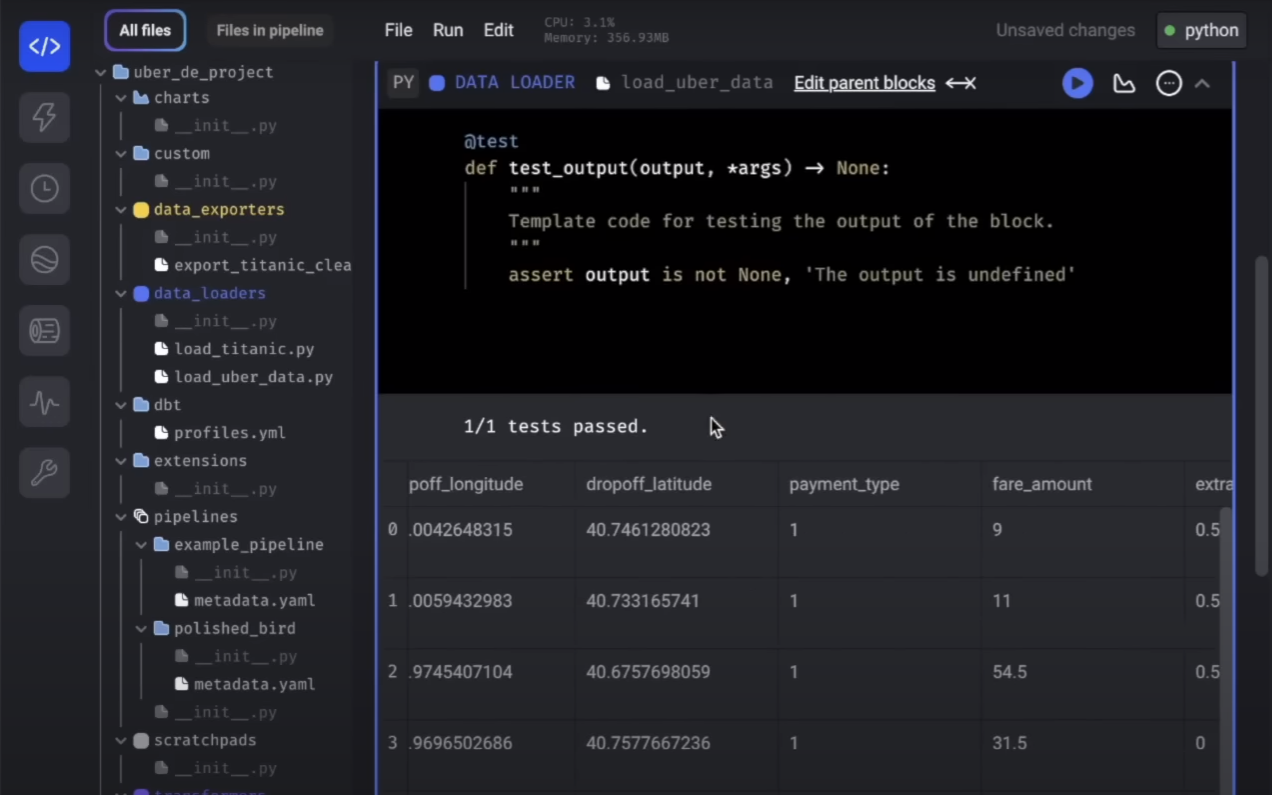 </>
All files
Files in pipeline
File Run Edit
CPU: 3.1%
Memory: 356.93MB
Unsaved changes
python
uber_de_project
charts
__init__.py
custom
__init__.py
data_exporters
__init__.py
export_titanic_clea
data_loaders
__init__.py
load_titanic.py
load_uber_data.py
dbt
profiles.yml
extensions
__init__.py
pipelines
example_pipeline
__init__.py
metadata.yaml
polished_bird
__init__.py
metadata.yaml
__init__.py
scratchpads
__init__.py
transformers
PY DATA LOADER load_uber_data Edit parent blocks
@test
def test_output(output, *args) → None:
"""
Template code for testing the output of the block.
"""
assert output is not None, 'The output is undefined'
1/1 tests passed.
poff_longitude dropoff_latitude payment_type fare_amount extra
0 .0042648315 40.7461280823 1 9 0.5
1 .0059432983 40.733165741 1 11 0.5
2 .9745407104 40.6757698059 1 54.5 0.5
3 .9696502686 40.7577667236 1 31.5 0